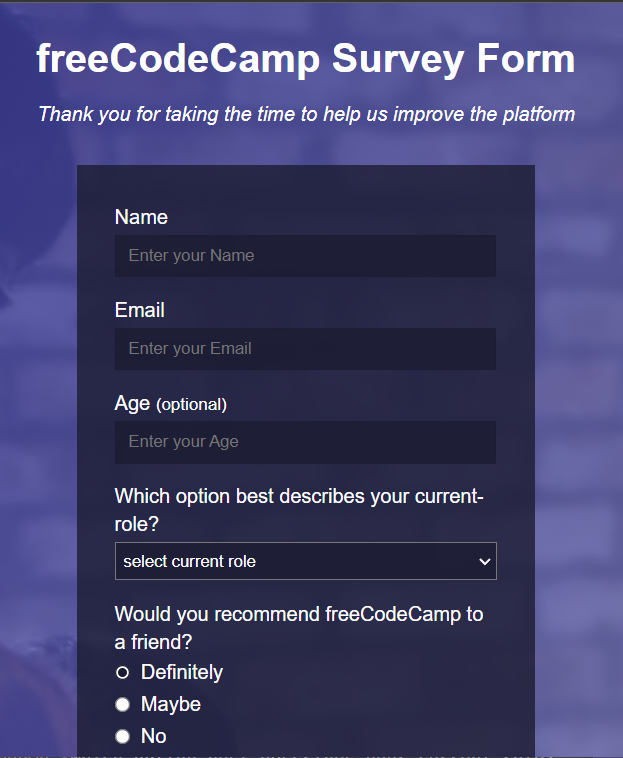 freeCodeCamp Survey Form
Thank you for taking the time to help us improve the platform
Name
Enter your Name
Email
Enter your Email
Age (optional)
Enter your Age
Which option best describes your current-
role?
select current role
Would you recommend freeCodeCamp to
a friend?
Definitely
Maybe
No